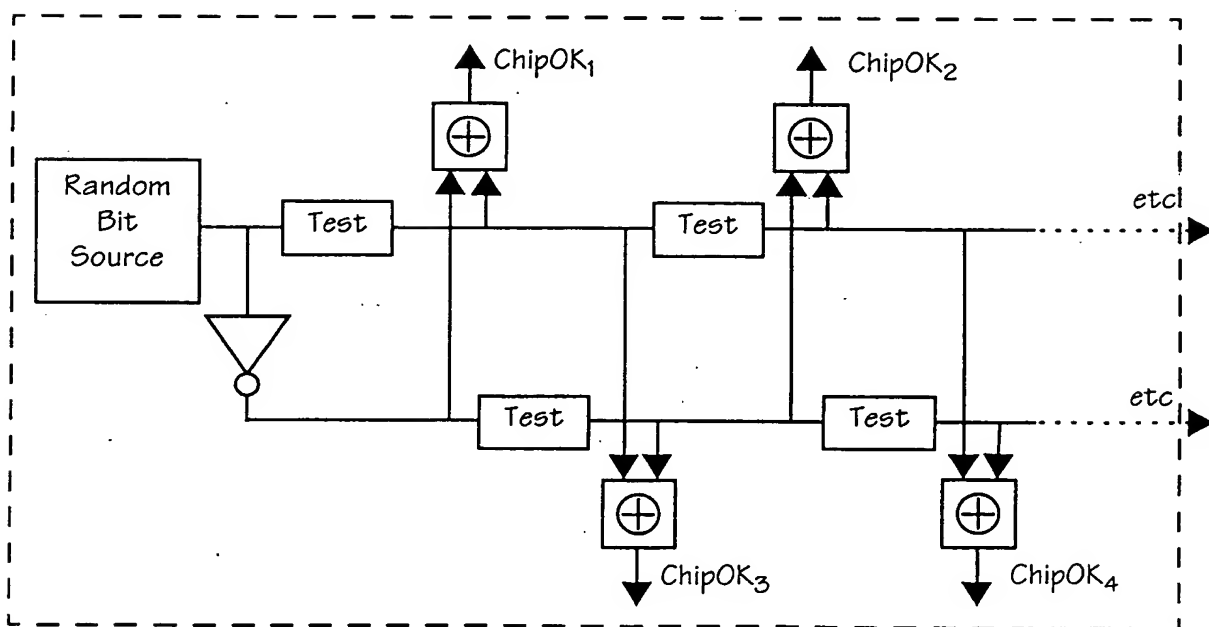 ChipOK₁
ChipOK₂
Random
Bit
Source
Test
Test
etc
Test
Test
etc
ChipOK₃
ChipOK₄